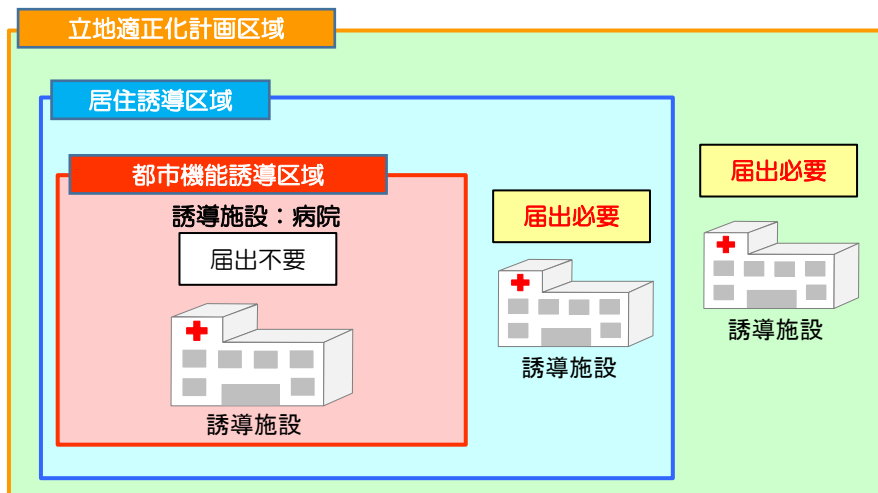 立地適正化計画区域
居住誘導区域
都市機能誘導区域
誘導施設：病院
届出不要
誘導施設
届出必要
誘導施設
届出必要
誘導施設